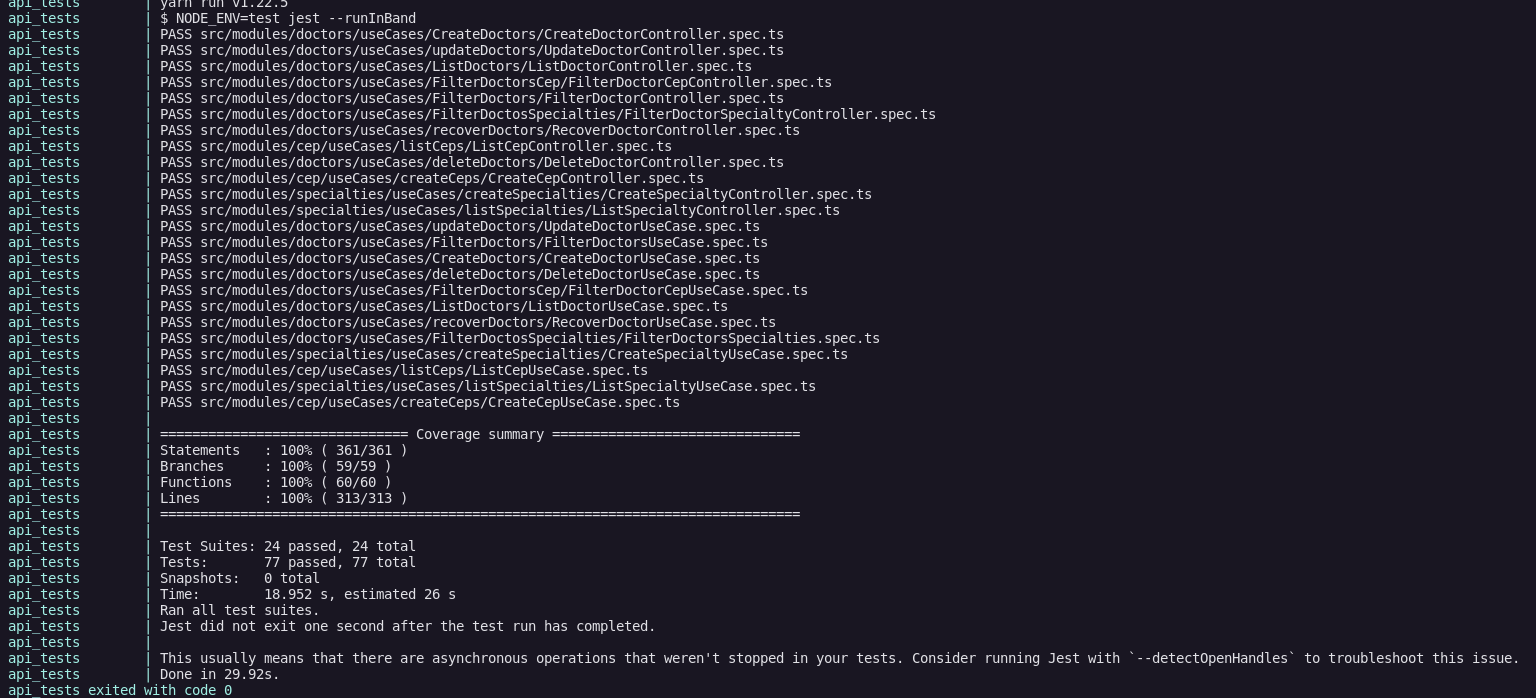 api_tests        | yarn run v1.22.5
api_tests        | $ NODE_ENV=test jest --runInBand
api_tests        | PASS src/modules/doctors/useCases/CreateDoctors/CreateDoctorController.spec.ts
api_tests        | PASS src/modules/doctors/useCases/updateDoctors/UpdateDoctorController.spec.ts
api_tests        | PASS src/modules/doctors/useCases/ListDoctors/ListDoctorController.spec.ts
api_tests        | PASS src/modules/doctors/useCases/FilterDoctorsCep/FilterDoctorCepController.spec.ts
api_tests        | PASS src/modules/doctors/useCases/FilterDoctors/FilterDoctorController.spec.ts
api_tests        | PASS src/modules/doctors/useCases/FilterDoctosSpecialties/FilterDoctorSpecialtyController.spec.ts
api_tests        | PASS src/modules/doctors/useCases/recoverDoctors/RecoverDoctorController.spec.ts
api_tests        | PASS src/modules/cep/useCases/listCeps/ListCepController.spec.ts
api_tests        | PASS src/modules/doctors/useCases/deleteDoctors/DeleteDoctorController.spec.ts
api_tests        | PASS src/modules/cep/useCases/createCeps/CreateCepController.spec.ts
api_tests        | PASS src/modules/specialties/useCases/createSpecialties/CreateSpecialtyController.spec.ts
api_tests        | PASS src/modules/specialties/useCases/listSpecialties/ListSpecialtyController.spec.ts
api_tests        | PASS src/modules/doctors/useCases/updateDoctors/UpdateDoctorUseCase.spec.ts
api_tests        | PASS src/modules/doctors/useCases/FilterDoctors/FilterDoctorsUseCase.spec.ts
api_tests        | PASS src/modules/doctors/useCases/CreateDoctors/CreateDoctorUseCase.spec.ts
api_tests        | PASS src/modules/doctors/useCases/deleteDoctors/DeleteDoctorUseCase.spec.ts
api_tests        | PASS src/modules/doctors/useCases/FilterDoctorsCep/FilterDoctorCepUseCase.spec.ts
api_tests        | PASS src/modules/doctors/useCases/ListDoctors/ListDoctorUseCase.spec.ts
api_tests        | PASS src/modules/doctors/useCases/recoverDoctors/RecoverDoctorUseCase.spec.ts
api_tests        | PASS src/modules/doctors/useCases/FilterDoctosSpecialties/FilterDoctorsSpecialties.spec.ts
api_tests        | PASS src/modules/specialties/useCases/createSpecialties/CreateSpecialtyUseCase.spec.ts
api_tests        | PASS src/modules/cep/useCases/listCeps/ListCepUseCase.spec.ts
api_tests        | PASS src/modules/specialties/useCases/listSpecialties/ListSpecialtyUseCase.spec.ts
api_tests        | PASS src/modules/cep/useCases/createCeps/CreateCepUseCase.spec.ts
api_tests        |
api_tests        | =============================== Coverage summary ===============================
api_tests        | Statements   : 100% ( 361/361 )
api_tests        | Branches     : 100% ( 59/59 )
api_tests        | Functions    : 100% ( 60/60 )
api_tests        | Lines        : 100% ( 313/313 )
api_tests        | ================================================================================
api_tests        |
api_tests        | Test Suites: 24 passed, 24 total
api_tests        | Tests:       77 passed, 77 total
api_tests        | Snapshots:   0 total
api_tests        | Time:        18.952 s, estimated 26 s
api_tests        | Ran all test suites.
api_tests        | Jest did not exit one second after the test run has completed.
api_tests        |
api_tests        | This usually means that there are asynchronous operations that weren't stopped in your tests. Consider running Jest with `--detectOpenHandles` to troubleshoot this issue.
api_tests        | Done in 29.92s.
api_tests exited with code 0